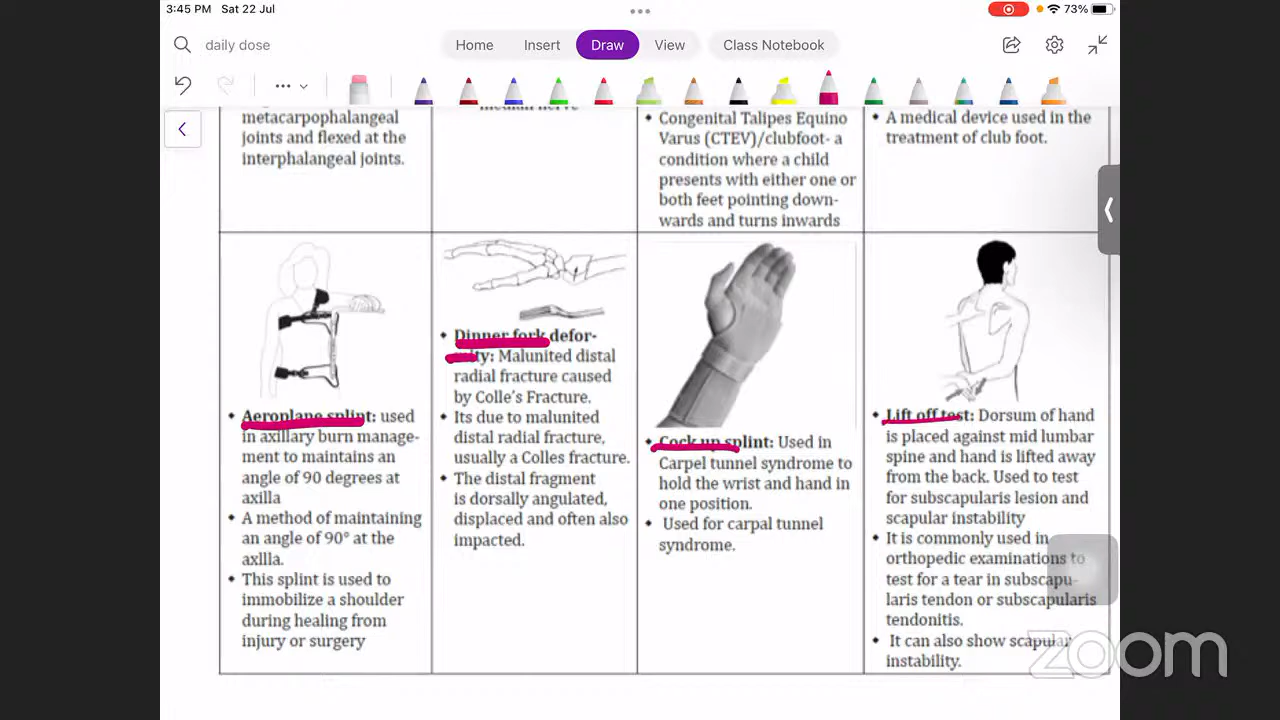 3:45 PM Sat 22 Jul
73%
daily dose
Home Insert Draw View Class Notebook
metacarpophalangeal
joints and flexed at the
interphalangeal joints.
median nerve
• Congenital Talipes Equino
Varus (CTEV)/clubfoot- a
condition where a child
presents with either one or
both feet pointing down-
wards and turns inwards
• A medical device used in the
treatment of club foot.
• Aeroplane splint: used
in axillary burn manage-
ment to maintains an
angle of 90 degrees at
axilla
• A method of maintaining
an angle of 90° at the
axilla.
• This splint is used to
immobilize a shoulder
during healing from
injury or surgery
• Dinner fork defor-
mity: Malunited distal
radial fracture caused
by Colle's Fracture.
• Its due to malunited
distal radial fracture,
usually a Colles fracture.
• The distal fragment
is dorsally angulated,
displaced and often also
impacted.
• Cock up splint: Used in
Carpel tunnel syndrome to
hold the wrist and hand in
one position.
• Used for carpal tunnel
syndrome.
• Lift off test: Dorsum of hand
is placed against mid lumbar
spine and hand is lifted away
from the back. Used to test
for subscapularis lesion and
scapular instability
• It is commonly used in
orthopedic examinations to
test for a tear in subscapu-
laris tendon or subscapularis
tendonitis.
• It can also show scapular
instability.
zoom